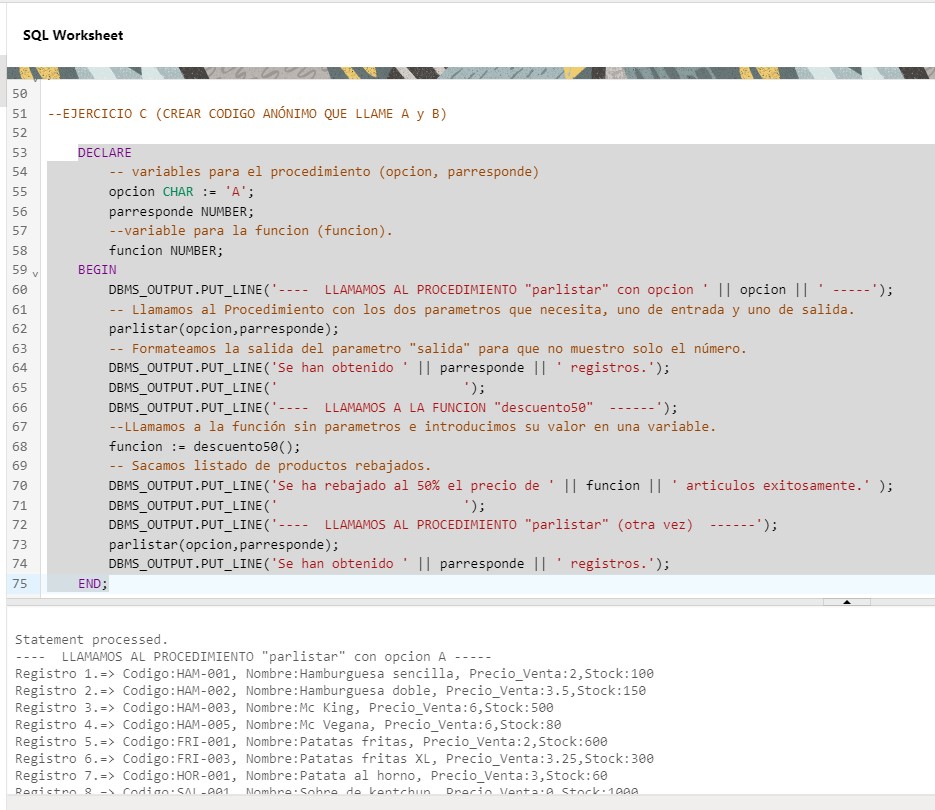 SQL Worksheet
50
51 --EJERCICIO C (CREAR CODIGO ANÓNIMO QUE LLAME A y B)
52
53 DECLARE
54 -- variables para el procedimiento (opcion, parresponde)
55 opcion CHAR := 'A';
56 parresponde NUMBER;
57 --variable para la funcion (funcion).
58 funcion NUMBER;
59 BEGIN
60 DBMS_OUTPUT.PUT_LINE('----  LLAMAMOS AL PROCEDIMIENTO "parlistar" con opcion ' || opcion || ' -----');
61 -- Llamamos al Procedimiento con los dos parametros que necesita, uno de entrada y uno de salida.
62 parlistar(opcion,parresponde);
63 -- Formateamos la salida del parametro "salida" para que no muestro solo el número.
64 DBMS_OUTPUT.PUT_LINE('Se han obtenido ' || parresponde || ' registros.');
65 DBMS_OUTPUT.PUT_LINE('                        ');
66 DBMS_OUTPUT.PUT_LINE('----  LLAMAMOS A LA FUNCION "descuento50"  ------');
67 --LLamamos a la función sin parametros e introducimos su valor en una variable.
68 funcion := descuento50();
69 -- Sacamos listado de productos rebajados.
70 DBMS_OUTPUT.PUT_LINE('Se ha rebajado al 50% el precio de ' || funcion || ' articulos exitosamente.' );
71 DBMS_OUTPUT.PUT_LINE('                        ');
72 DBMS_OUTPUT.PUT_LINE('----  LLAMAMOS AL PROCEDIMIENTO "parlistar" (otra vez)  ------');
73 parlistar(opcion,parresponde);
74 DBMS_OUTPUT.PUT_LINE('Se han obtenido ' || parresponde || ' registros.');
75 END;
Statement processed.
----  LLAMAMOS AL PROCEDIMIENTO "parlistar" con opcion A -----
Registro 1.=> Codigo:HAM-001, Nombre:Hamburguesa sencilla, Precio_Venta:2,Stock:100
Registro 2.=> Codigo:HAM-002, Nombre:Hamburguesa doble, Precio_Venta:3.5,Stock:150
Registro 3.=> Codigo:HAM-003, Nombre:Mc King, Precio_Venta:6,Stock:500
Registro 4.=> Codigo:HAM-005, Nombre:Mc Vegana, Precio_Venta:6,Stock:80
Registro 5.=> Codigo:FRI-001, Nombre:Patatas fritas, Precio_Venta:2,Stock:600
Registro 6.=> Codigo:FRI-003, Nombre:Patatas fritas XL, Precio_Venta:3.25,Stock:300
Registro 7.=> Codigo:HOR-001, Nombre:Patata al horno, Precio_Venta:3,Stock:60
Registro 8.=> Codigo:SAL-001, Nombre:Sobre de kentchup, Precio_Venta:0,Stock:1000